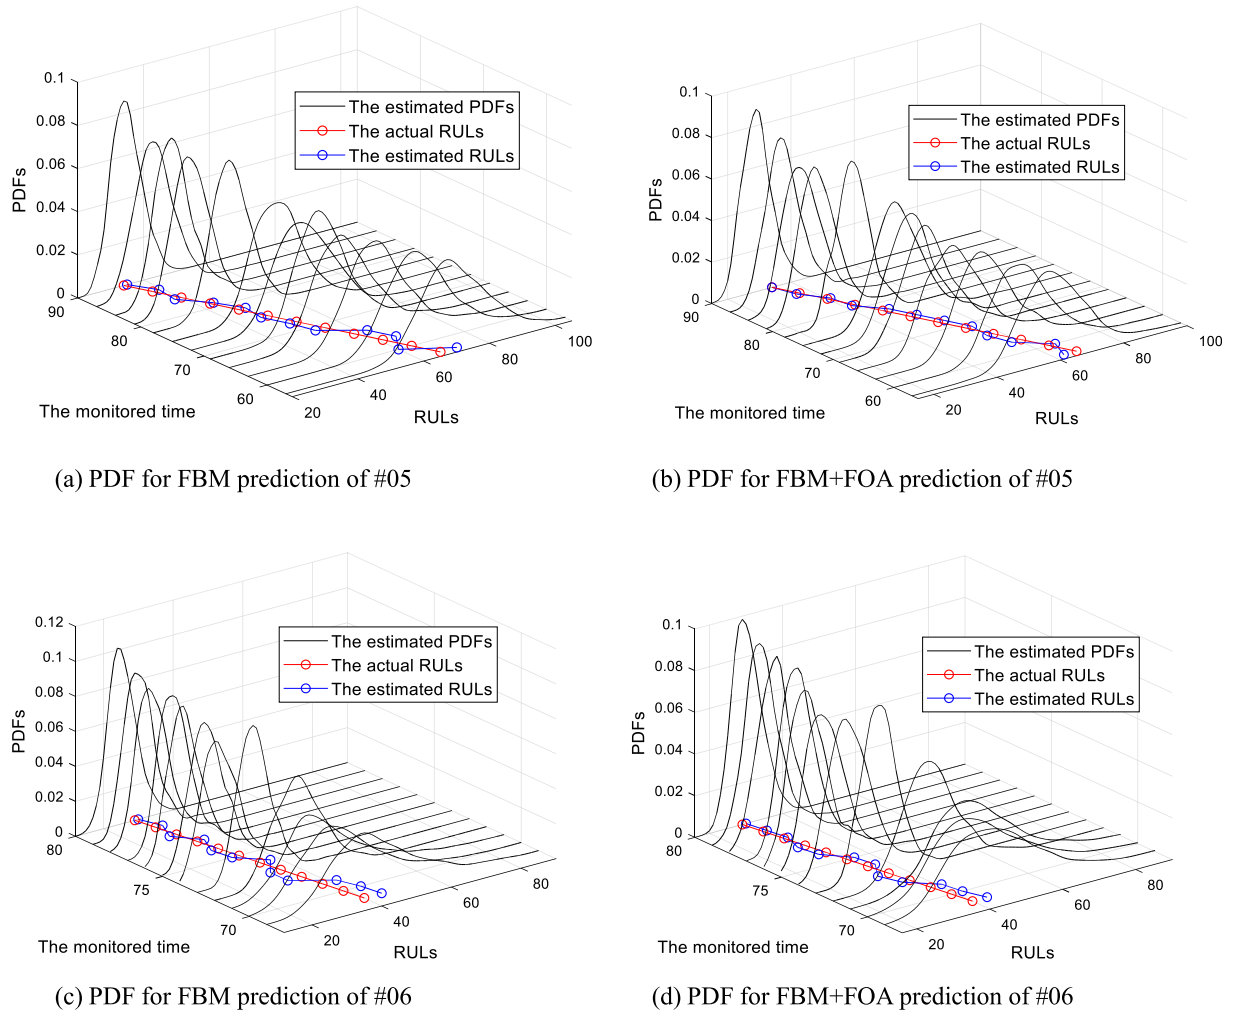 0.1
0.08
0.06
0.04
0.02
0
PDFs
The estimated PDFs
The actual RULs
The estimated RULs
90
80
70
60
The monitored time
20
40
60
80
100
RULs
(a) PDF for FBM prediction of #05
0.1
0.08
0.06
0.04
0.02
0
PDFs
The estimated PDFs
The actual RULs
The estimated RULs
90
80
70
60
The monitored time
20
40
60
80
100
RULs
(b) PDF for FBM+FOA prediction of #05
0.12
0.1
0.08
0.06
0.04
0.02
0
PDFs
The estimated PDFs
The actual RULs
The estimated RULs
80
75
70
The monitored time
20
40
60
80
RULs
(c) PDF for FBM prediction of #06
0.1
0.08
0.06
0.04
0.02
0
PDFs
The estimated PDFs
The actual RULs
The estimated RULs
80
75
70
The monitored time
20
40
60
80
RULs
(d) PDF for FBM+FOA prediction of #06